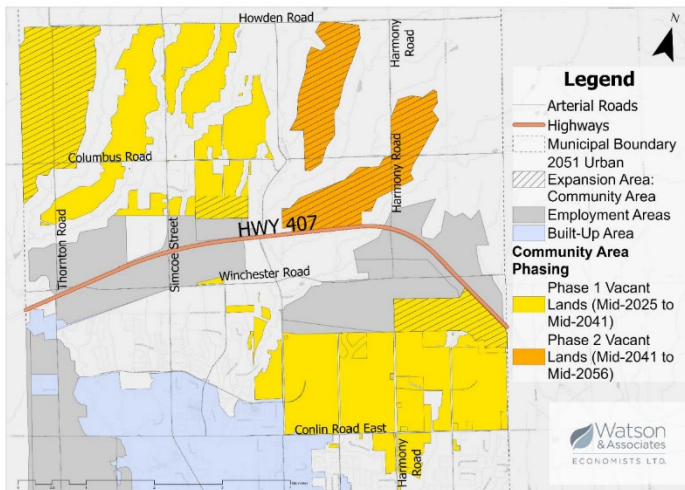 Howden Road
N
Harmony
Road
Legend
Arterial Roads
Highways
Municipal Boundary
2051 Urban
Expansion Area:
Community Area
Employment Areas
Built-Up Area
Community Area
Phasing
Phase 1 Vacant
Lands (Mid-2025 to
Mid-2041)
Phase 2 Vacant
Lands (Mid-2041 to
Mid-2056)
Columbus Road
Harmony Road
HWY 407
Thornton Road
Simcoe Street
Winchester Road
Conlin Road East
Harmony
Road
Watson
& Associates
ECONOMISTS LTD.